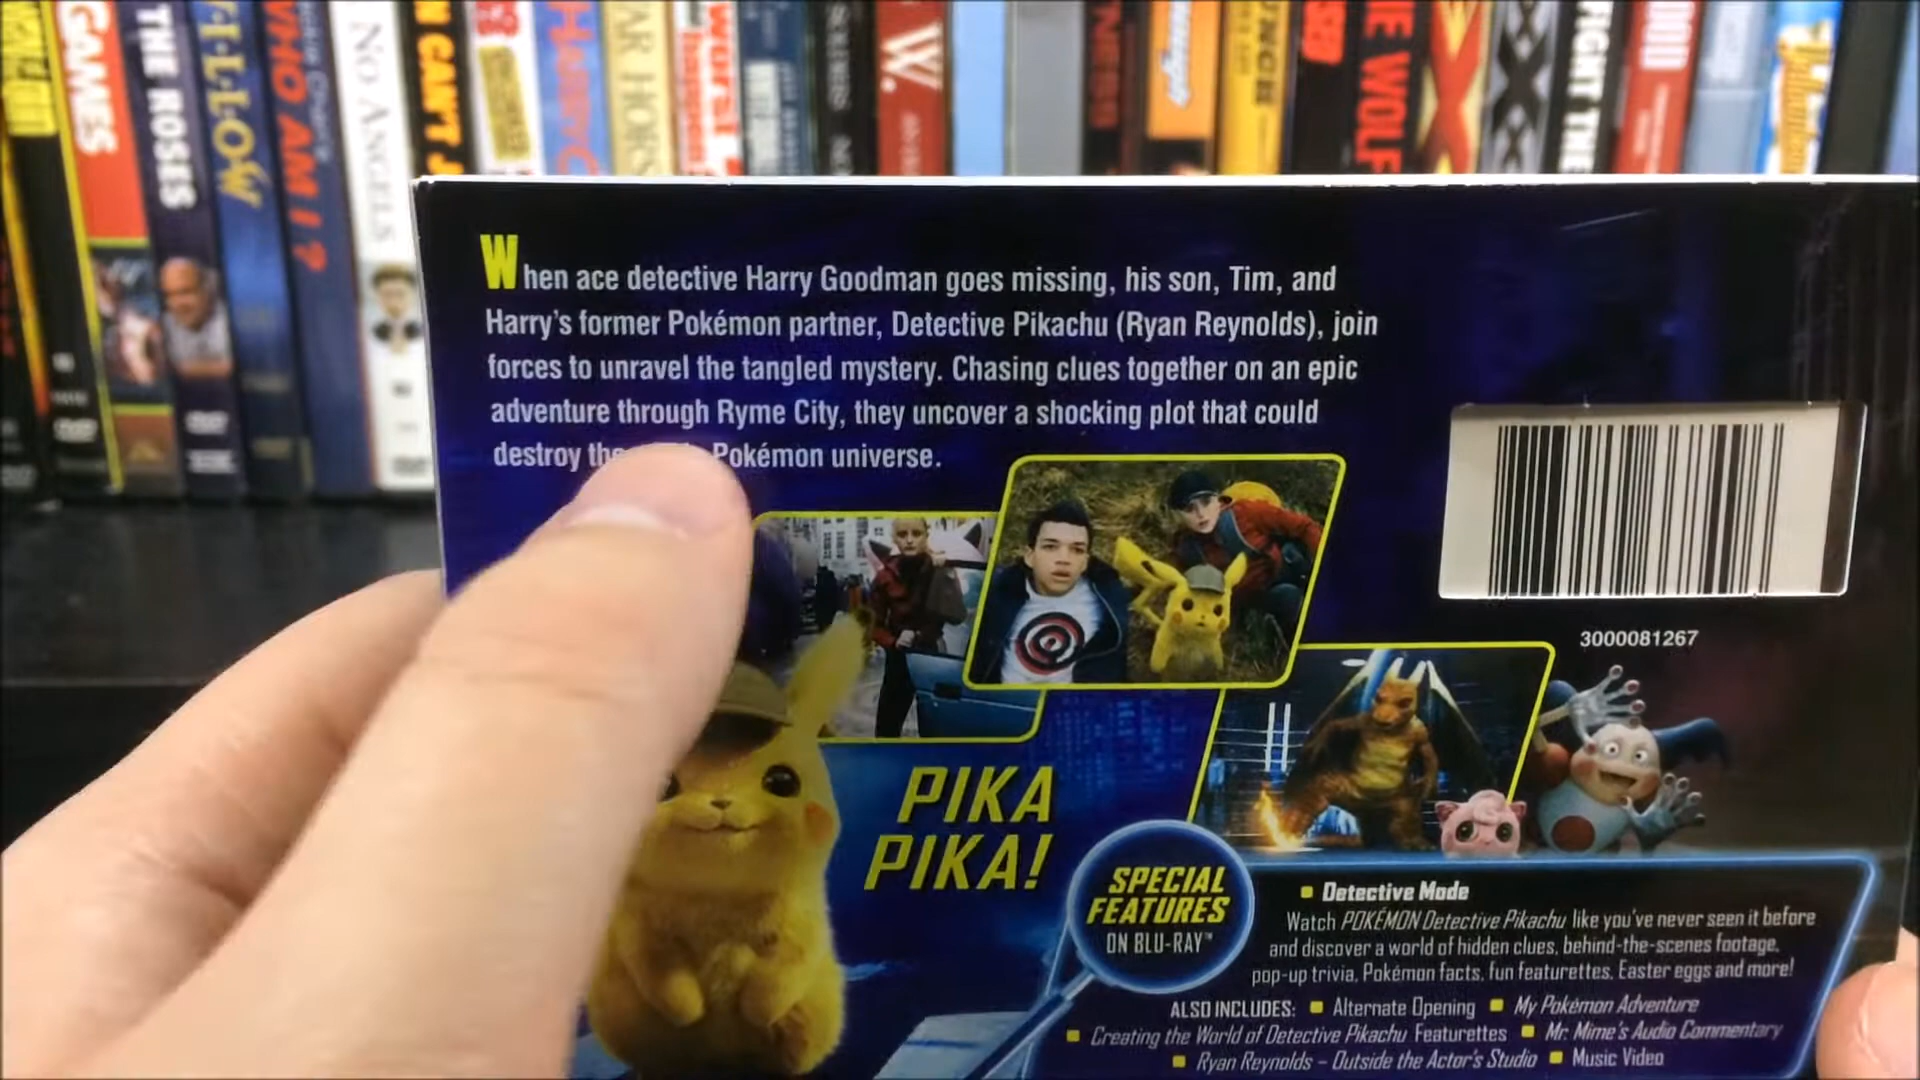 GAMES
THE ROSES
WILLOW
WHO AM I?
NO ANGELS
THE WOLF
When ace detective Harry Goodman goes missing, his son, Tim, and
Harry's former Pokémon partner, Detective Pikachu (Ryan Reynolds), join
forces to unravel the tangled mystery. Chasing clues together on an epic
adventure through Ryme City, they uncover a shocking plot that could
destroy the Pokémon universe.
3000081267
PIKA
PIKA!
SPECIAL
FEATURES
ON BLU-RAY™
Detective Mode
Watch POKÉMON Detective Pikachu like you've never seen it before
and discover a world of hidden clues, behind-the-scenes footage,
pop-up trivia, Pokémon facts, fun featurettes, Easter eggs and more!
ALSO INCLUDES: ■ Alternate Opening ■ My Pokémon Adventure
■ Creating the World of Detective Pikachu Featurettes ■ Mr. Mime's Audio Commentary
■ Ryan Reynolds – Outside the Actor's Studio ■ Music Video